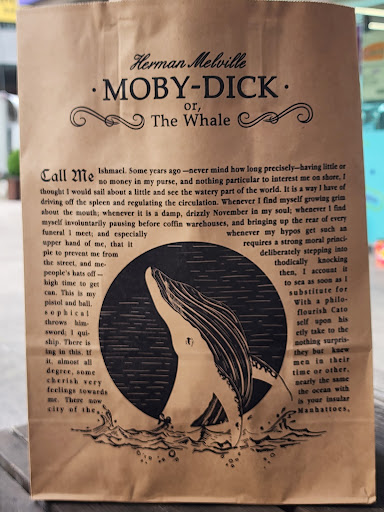 Herman Melville
· MOBY-DICK ·
or,
The Whale
Call Me Ishmael. Some years ago —never mind how long precisely—having little or
no money in my purse, and nothing particular to interest me on shore, I
thought I would sail about a little and see the watery part of the world. It is a way I have of
driving off the spleen and regulating the circulation. Whenever I find myself growing grim
about the mouth; whenever it is a damp, drizzly November in my soul; whenever I find
myself involuntarily pausing before coffin warehouses, and bringing up the rear of every
funeral I meet; and especially whenever my hypos get such an
upper hand of me, that it requires a strong moral princi-
ple to prevent me from deliberately stepping into
the street, and me- thodically knocking
people's hats off — then, I account it
high time to get to sea as soon as I
can. This is my substitute for
pistol and ball. With a philo-
sophical flourish Cato
throws him- self upon his
sword; I qui- etly take to the
ship. There is nothing surpris-
ing in this. If they but knew
it, almost all men in their
degree, some time or other,
cherish very nearly the same
feelings towards the ocean with
me. There now is your insular
city of the Manhattoes,